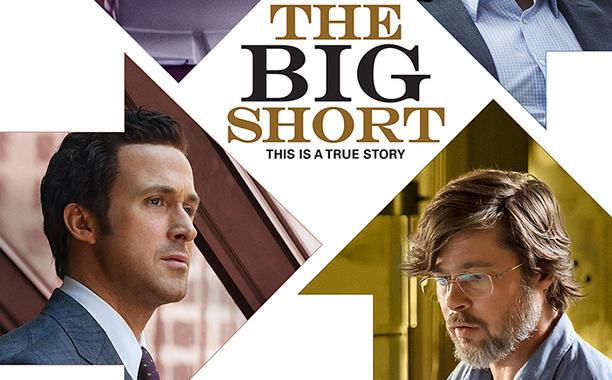 THE
BIG
SHORT
THIS IS A TRUE STORY